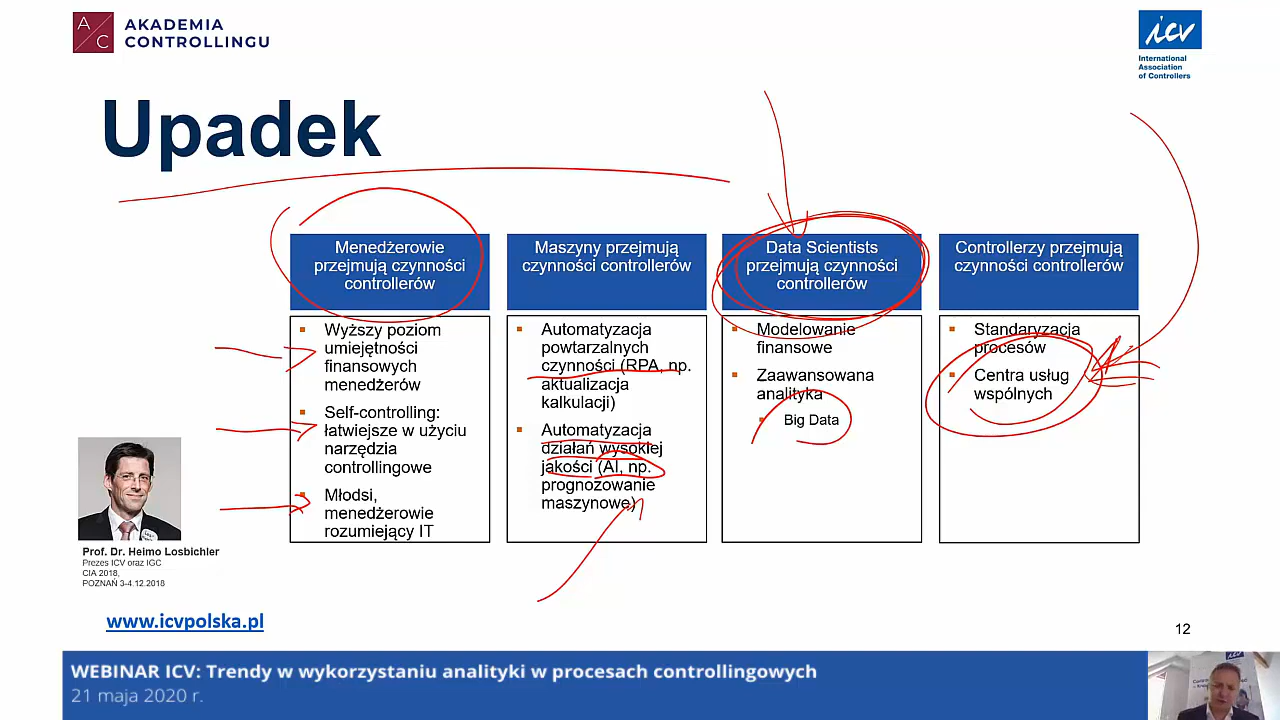 AKADEMIA
CONTROLLINGU
A
C
icv
International
Association
of Controllers
Upadek
Menedżerowie
przejmują czynności
controllerów
Wyższy poziom
umiejętności
finansowych
menedżerów
Self-controlling:
łatwiejsze w użyciu
narzędzia
controllingowe
Młodsi,
menedżerowie
rozumiejący IT
Maszyny przejmują
czynności controllerów
Automatyzacja
powtarzalnych
czynności (RPA, np.
aktualizacja
kalkulacji)
Automatyzacja
działań wysokiej
jakości (AI, np.
prognozowanie
maszynowe)
Data Scientists
przejmują czynności
controllerów
Modelowanie
finansowe
Zaawansowana
analityka
Big Data
Controllerzy przejmują
czynności controllerów
Standaryzacja
procesów
Centra usług
wspólnych
Prof. Dr. Heimo Losbichler
Prezes ICV oraz IGC
CIA 2018,
POZNAŃ 3-4.12.2018
www.icvpolska.pl
12
WEBINAR ICV: Trendy w wykorzystaniu analityki w procesach controllingowych
21 maja 2020 r.